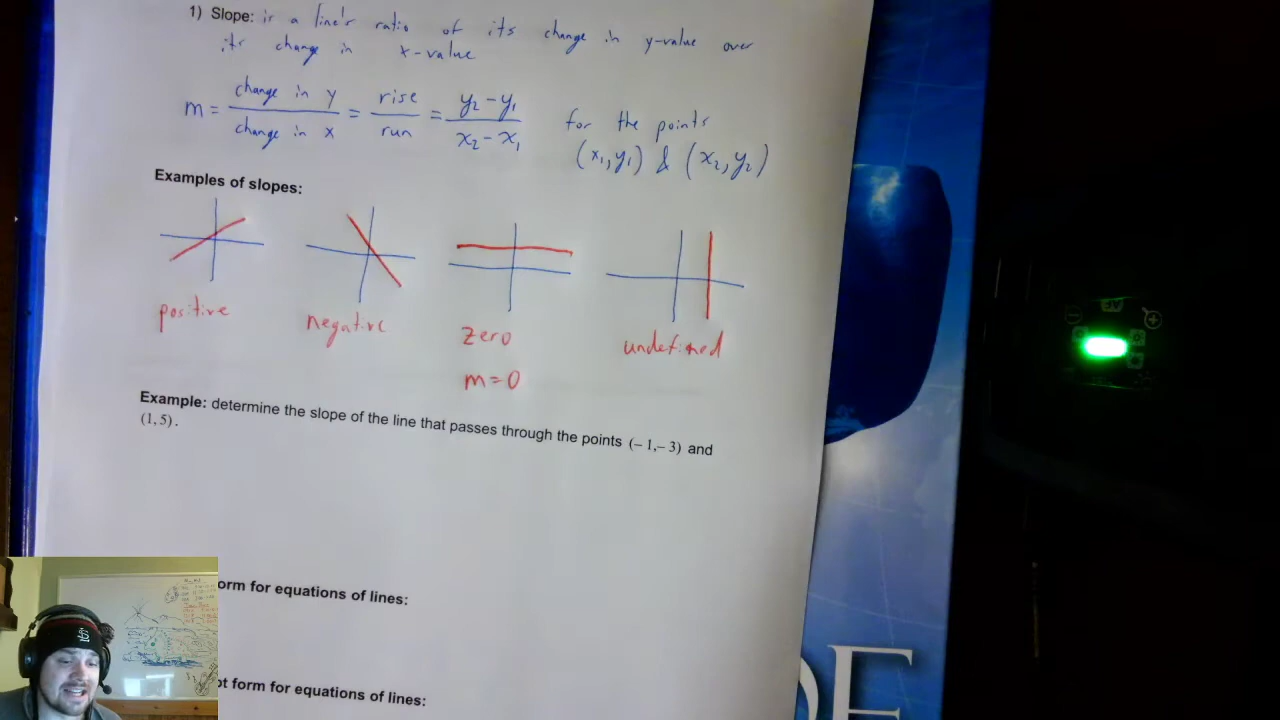 1) Slope: is a line's ratio of its change in y-value over
its change in x-value
m = change in y / change in x = rise / run = y₂ - y₁ / x₂ - x₁ for the points
(x₁, y₁) & (x₂, y₂)
Examples of slopes:
positive negative zero undefined
m = 0
Example: determine the slope of the line that passes through the points (– 1,– 3) and
(1, 5).
orm for equations of lines:
pt form for equations of lines: